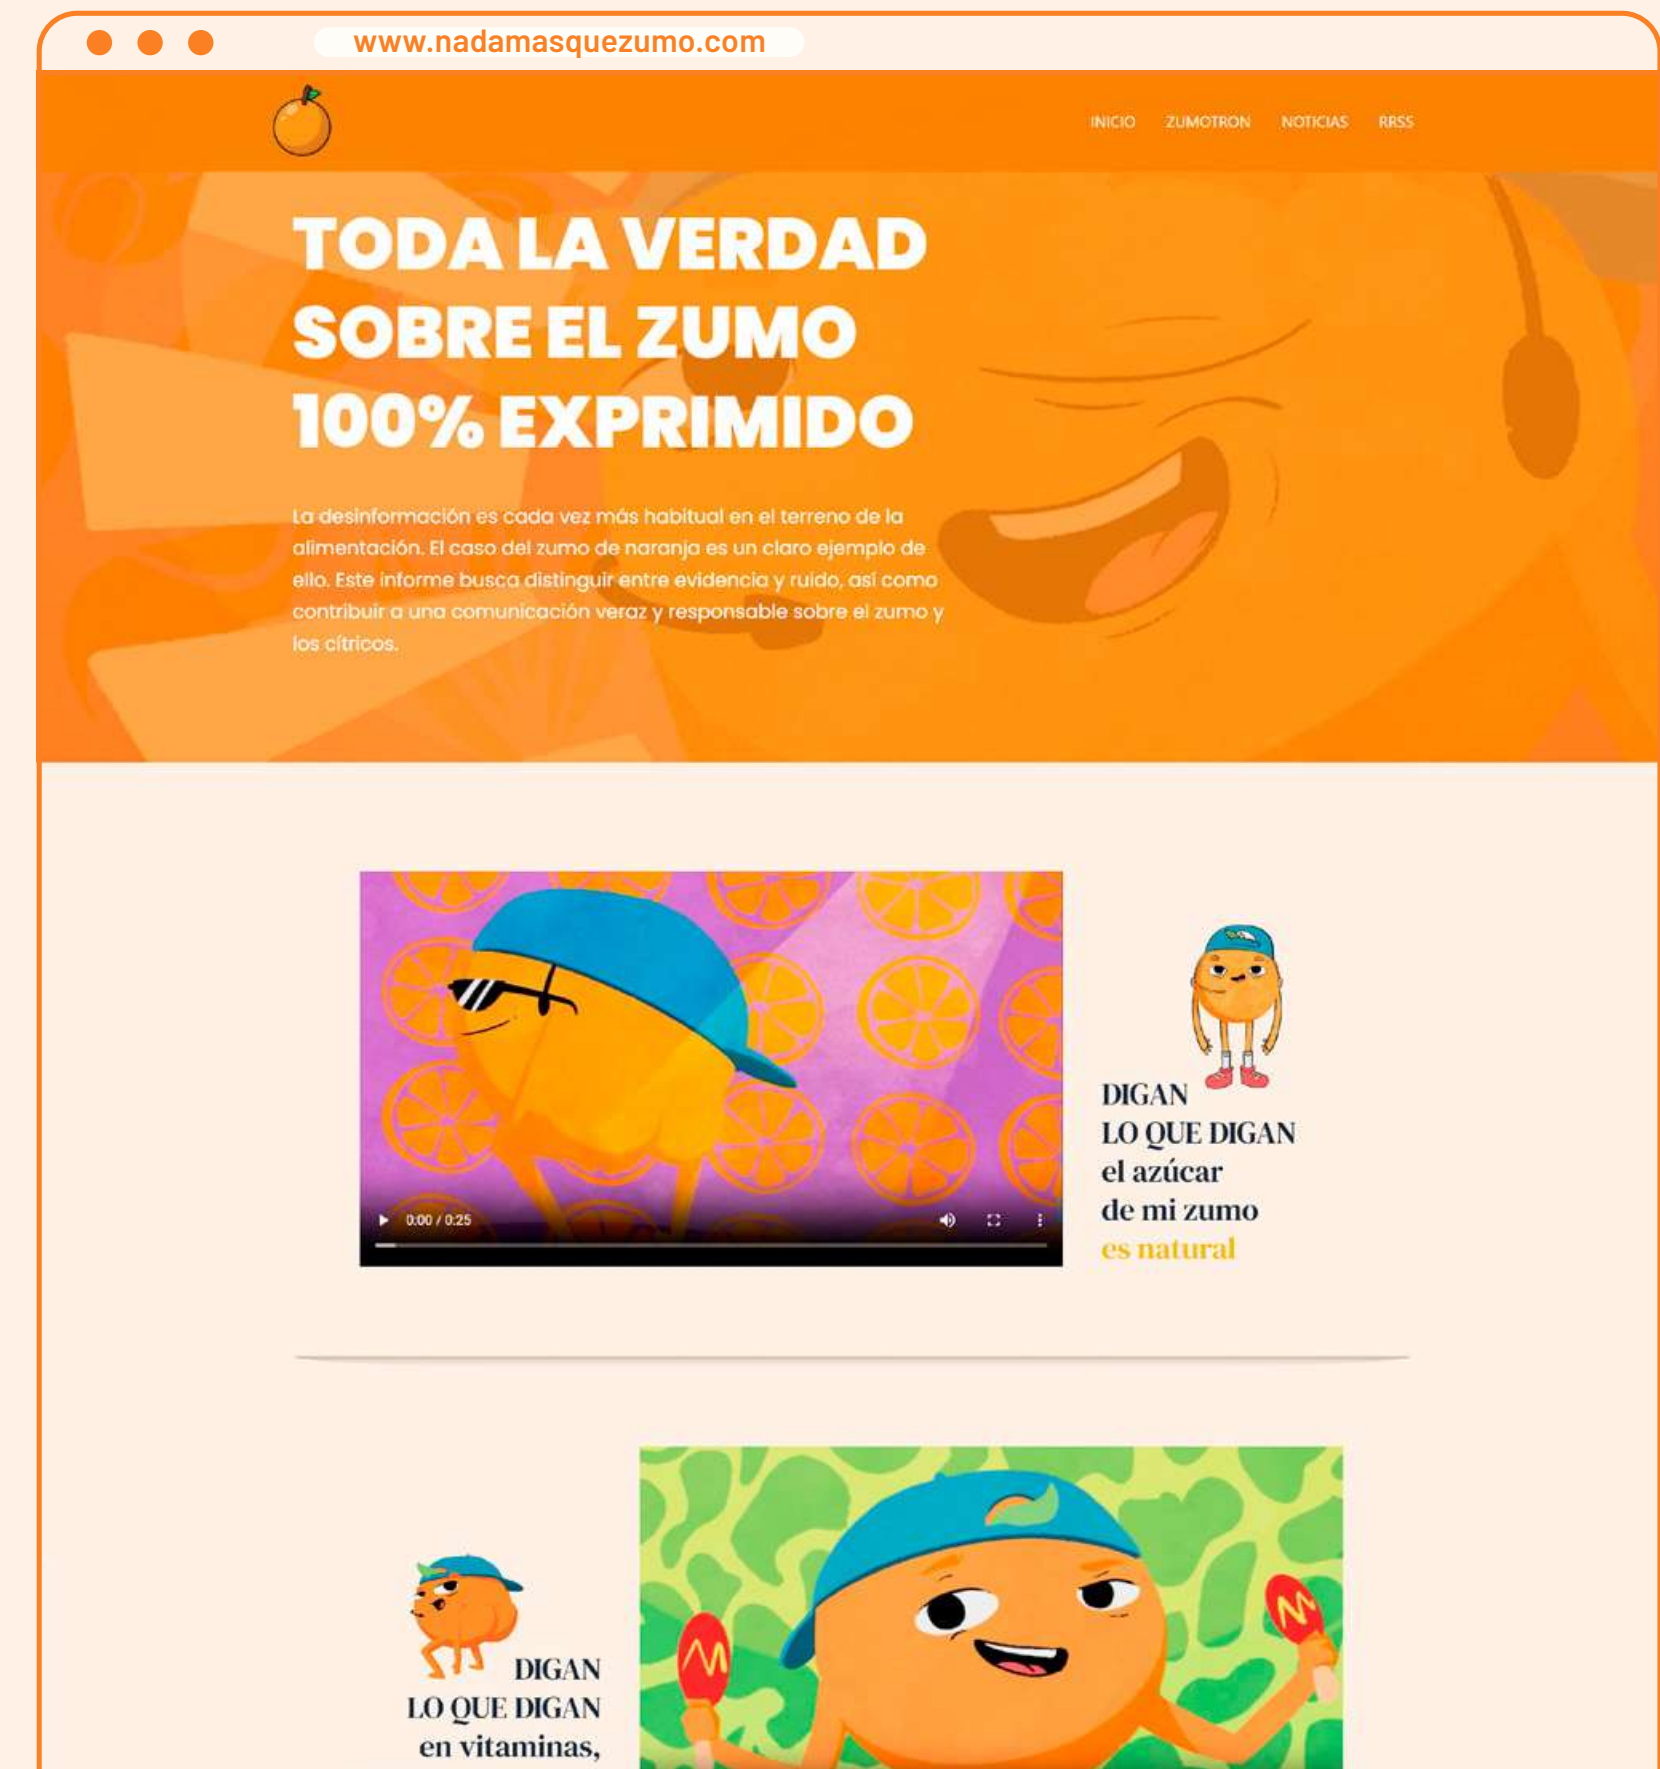 www.nadamasquezumo.com
INICIO ZUMOTRON NOTICIAS RRSS
TODA LA VERDAD
SOBRE EL ZUMO
100% EXPRIMIDO
La desinformación es cada vez más habitual en el terreno de la
alimentación. El caso del zumo de naranja es un claro ejemplo de
ello. Este informe busca distinguir entre evidencia y ruido, así como
contribuir a una comunicación veraz y responsable sobre el zumo y
los cítricos.
0:00 / 0:25
DIGAN
LO QUE DIGAN
el azúcar
de mi zumo
es natural
DIGAN
LO QUE DIGAN
en vitaminas,